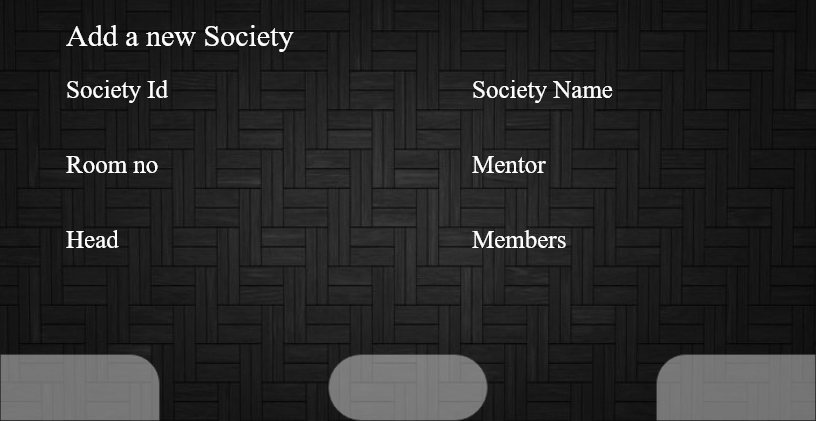 Add a new Society
Society Id
Society Name
Room no
Mentor
Head
Members